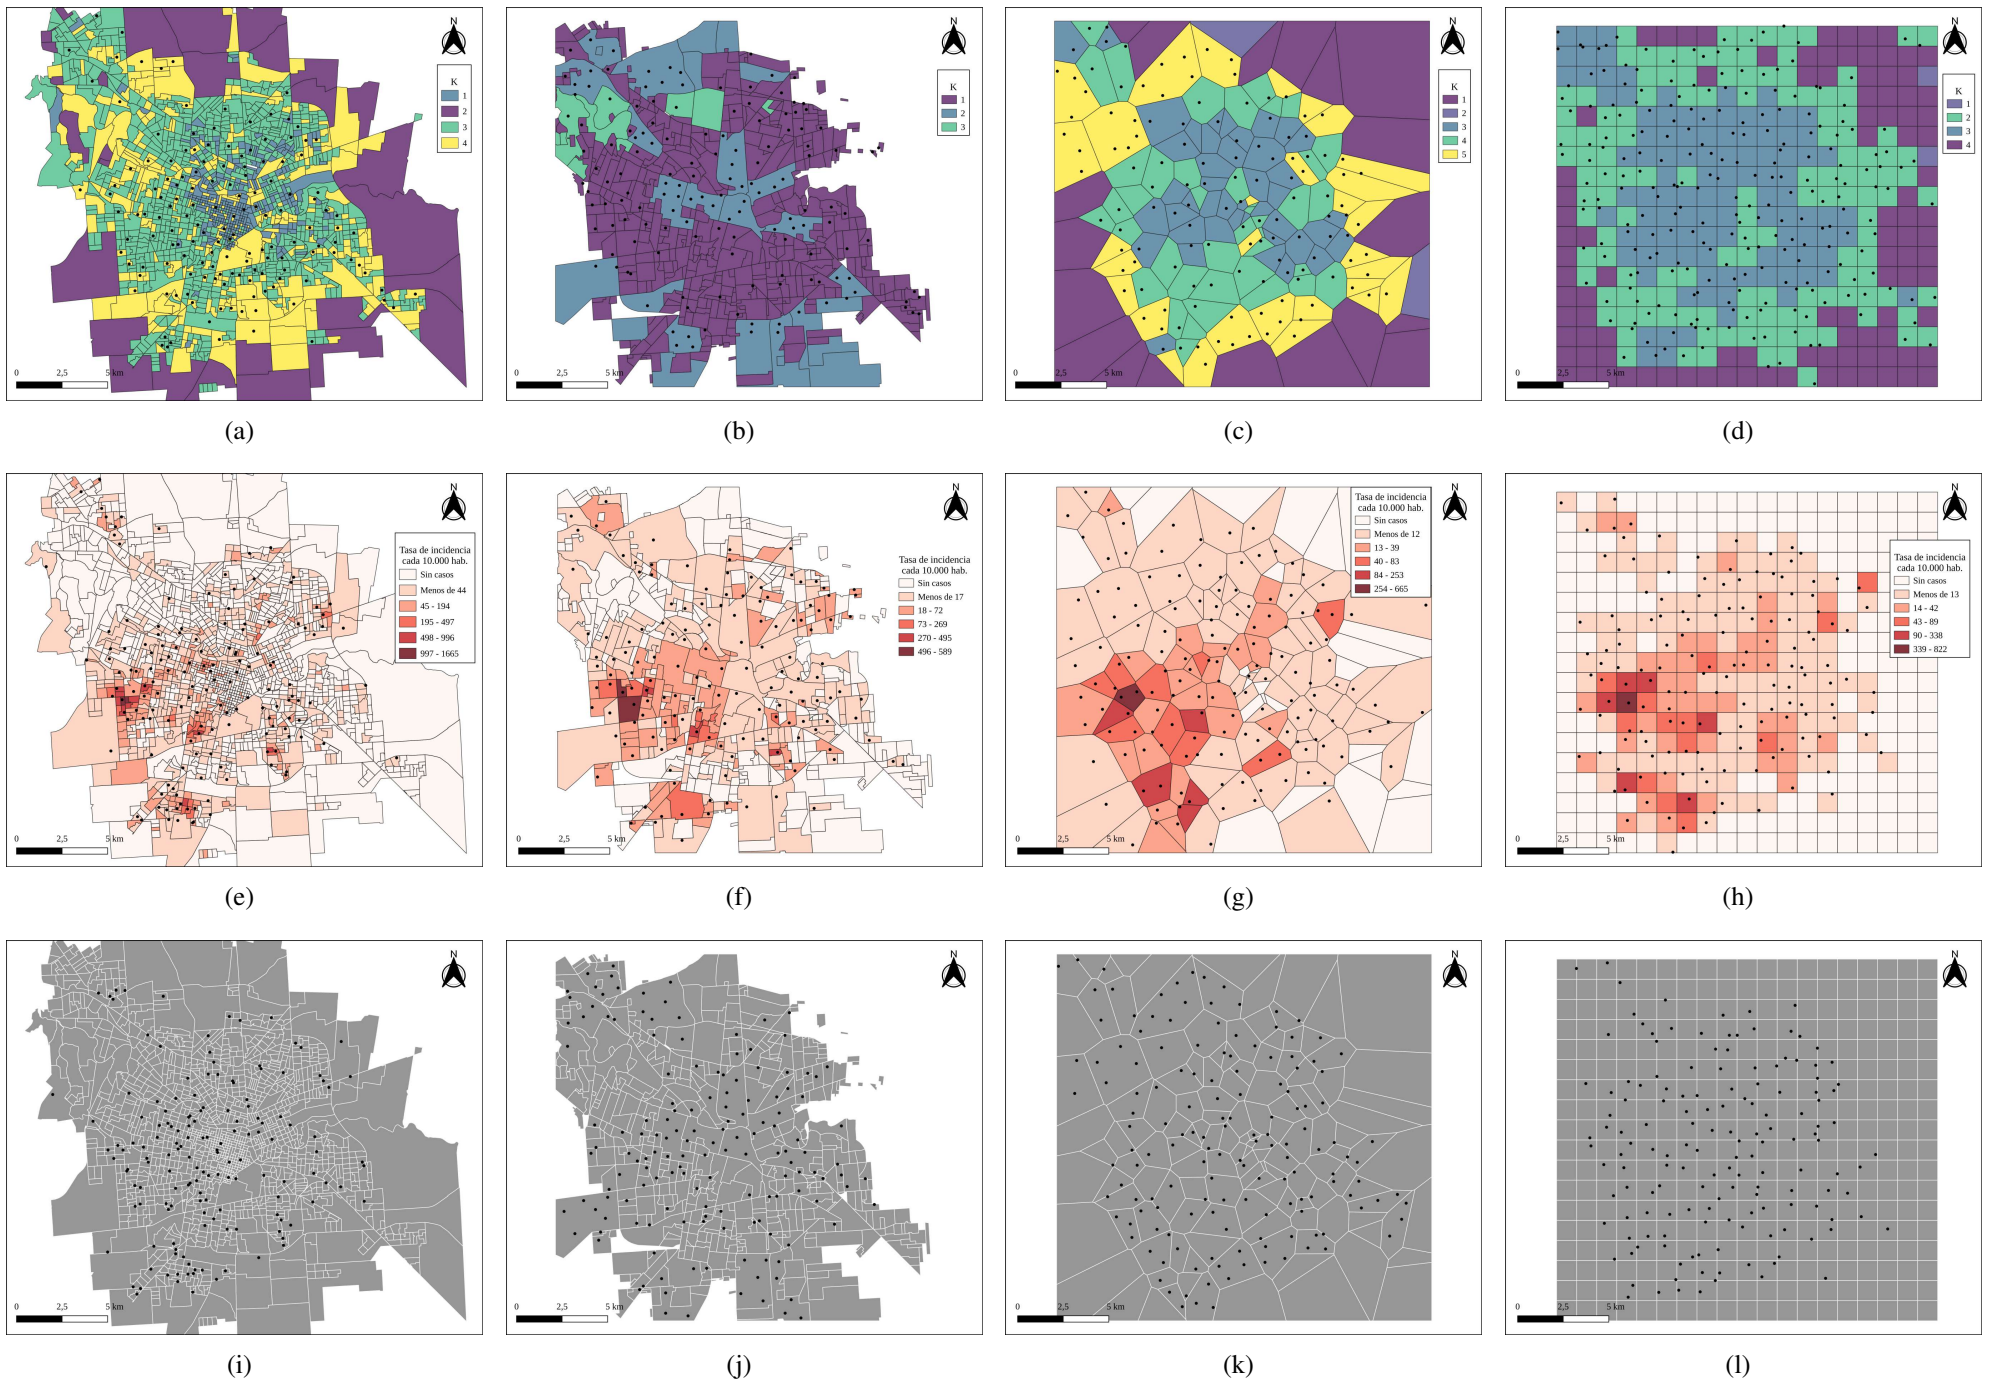 N
K
1
2
3
4
0 2,5 5 km
(a)
N
K
1
2
3
0 2,5 5 km
(b)
N
K
1
2
3
4
5
0 2,5 5 km
(c)
N
K
1
2
3
4
0 2,5 5 km
(d)
N
Tasa de incidencia
cada 10.000 hab.
Sin casos
Menos de 44
45 - 194
195 - 497
498 - 996
997 - 1665
0 2,5 5 km
(e)
N
Tasa de incidencia
cada 10.000 hab.
Sin casos
Menos de 17
18 - 72
73 - 269
270 - 495
496 - 589
0 2,5 5 km
(f)
N
Tasa de incidencia
cada 10.000 hab.
Sin casos
Menos de 12
13 - 39
40 - 83
84 - 253
254 - 665
0 2,5 5 km
(g)
N
Tasa de incidencia
cada 10.000 hab.
Sin casos
Menos de 13
14 - 42
43 - 89
90 - 338
339 - 822
0 2,5 5 km
(h)
N
0 2,5 5 km
(i)
N
0 2,5 5 km
(j)
N
0 2,5 5 km
(k)
N
0 2,5 5 km
(l)